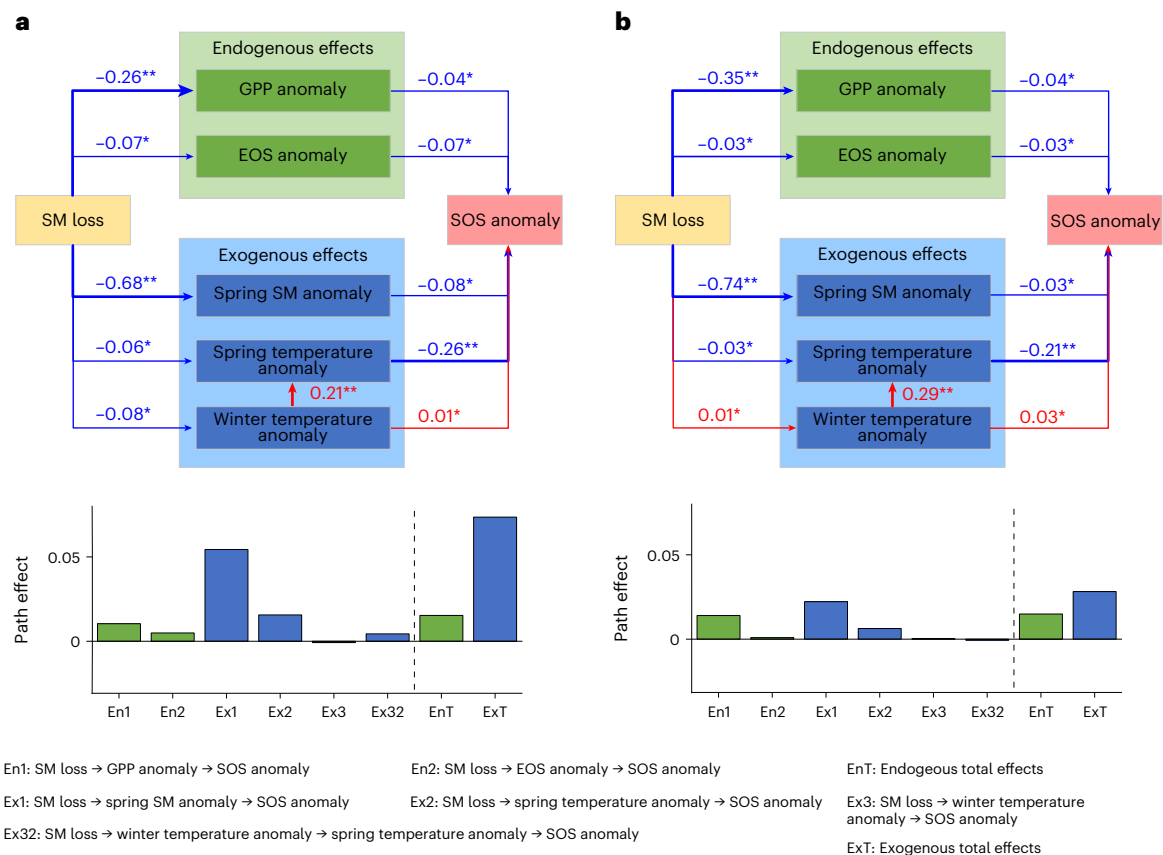 a
Endogenous effects
−0.26**
GPP anomaly
−0.04*
−0.07*
EOS anomaly
−0.07*
SM loss
SOS anomaly
Exogenous effects
−0.68**
Spring SM anomaly
−0.08*
−0.06*
Spring temperature
anomaly
−0.26**
0.21**
−0.08*
Winter temperature
anomaly
0.01*
b
Endogenous effects
−0.35**
GPP anomaly
−0.04*
−0.03*
EOS anomaly
−0.03*
SM loss
SOS anomaly
Exogenous effects
−0.74**
Spring SM anomaly
−0.03*
−0.03*
Spring temperature
anomaly
−0.21**
0.29**
0.01*
Winter temperature
anomaly
0.03*
Path effect
0.05
0
En1 En2 Ex1 Ex2 Ex3 Ex32 EnT ExT
Path effect
0.05
0
En1 En2 Ex1 Ex2 Ex3 Ex32 EnT ExT
En1: SM loss → GPP anomaly → SOS anomaly
En2: SM loss → EOS anomaly → SOS anomaly
EnT: Endogeous total effects
Ex1: SM loss → spring SM anomaly → SOS anomaly
Ex2: SM loss → spring temperature anomaly → SOS anomaly
Ex3: SM loss → winter temperature
anomaly → SOS anomaly
Ex32: SM loss → winter temperature anomaly → spring temperature anomaly → SOS anomaly
ExT: Exogenous total effects